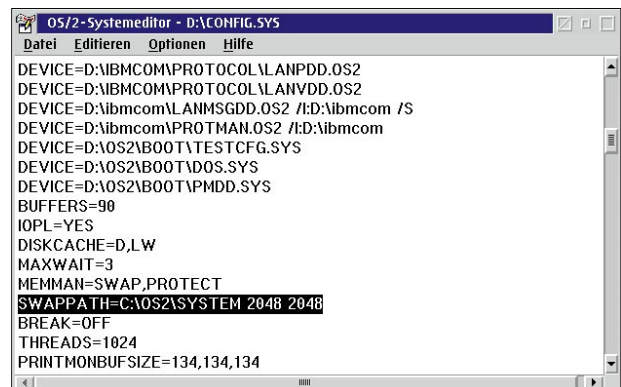 OS/2-Systemeditor - D:\CONFIG.SYS
Datei Editieren Optionen Hilfe
DEVICE=D:\IBMCOM\PROTOCOL\LANPDD.OS2
DEVICE=D:\IBMCOM\PROTOCOL\LANVDD.OS2
DEVICE=D:\ibmcom\LANMSGDD.OS2 /I:D:\ibmcom /S
DEVICE=D:\ibmcom\PROTMAN.OS2 /I:D:\ibmcom
DEVICE=D:\OS2\BOOT\TESTCFG.SYS
DEVICE=D:\OS2\BOOT\DOS.SYS
DEVICE=D:\OS2\BOOT\PMDD.SYS
BUFFERS=90
IOPL=YES
DISKCACHE=D,LW
MAXWAIT=3
MEMMAN=SWAP,PROTECT
SWAPPATH=C:\OS2\SYSTEM 2048 2048
BREAK=OFF
THREADS=1024
PRINTMONBUFSIZE=134,134,134